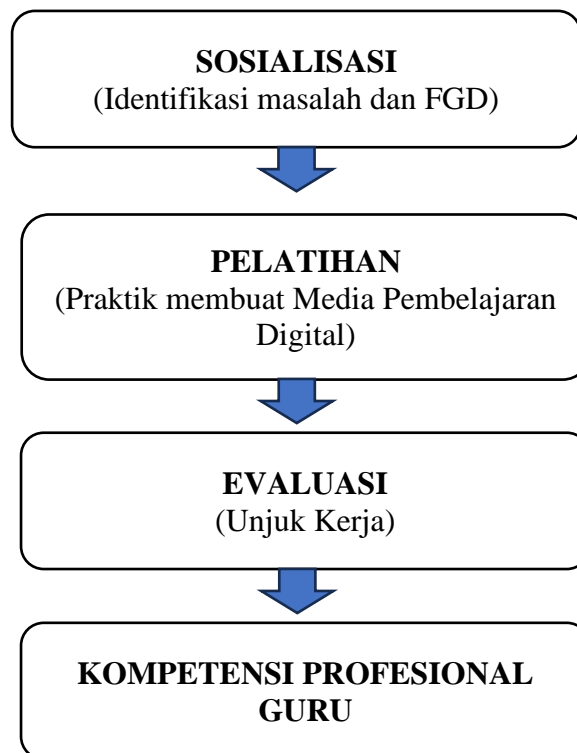 SOSIALISASI
(Identifikasi masalah dan FGD)
PELATIHAN
(Praktik membuat Media Pembelajaran
Digital)
EVALUASI
(Unjuk Kerja)
KOMPETENSI PROFESIONAL
GURU